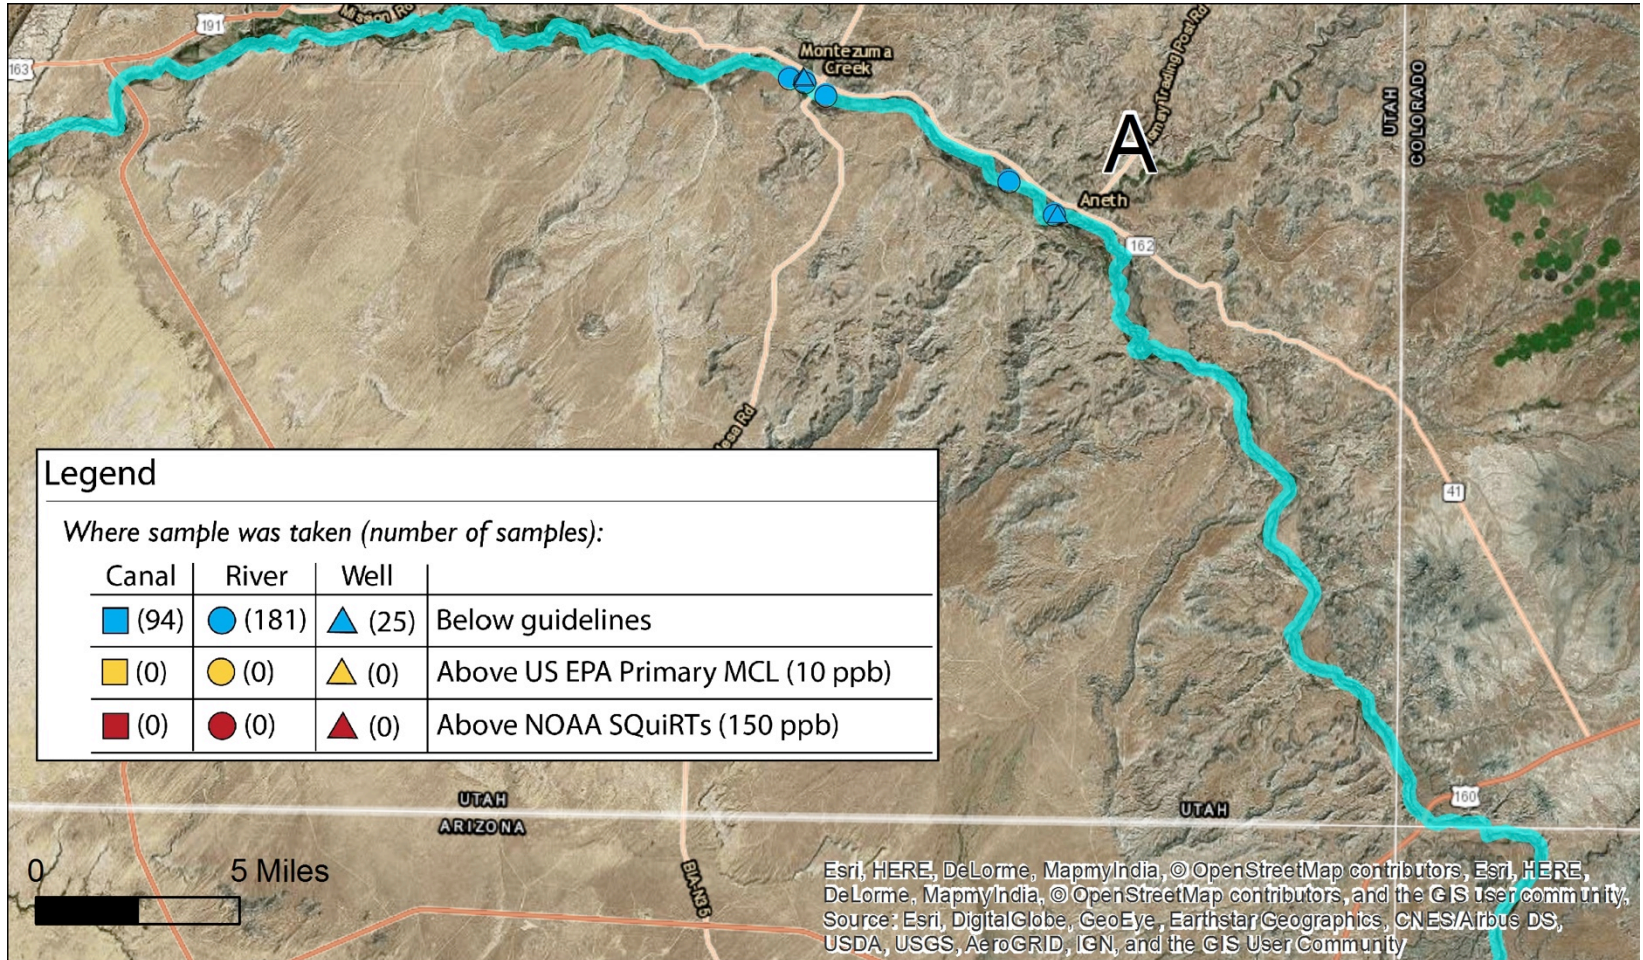 Mission Rd
191
163
Montezuma
Creek
UTAH
COLORADO
A
Aneth
162
41
Legend
Where sample was taken (number of samples):
Canal River Well
(94) (181) (25) Below guidelines
(0) (0) (0) Above US EPA Primary MCL (10 ppb)
(0) (0) (0) Above NOAA SQuiRTs (150 ppb)
160
UTAH
ARIZONA
UTAH
BIA-N35
0 5 Miles
Esri, HERE, DeLorme, MapmyIndia, © OpenStreetMap contributors, Esri, HERE,
DeLorme, MapmyIndia, © OpenStreetMap contributors, and the GIS user community,
Source: Esri, DigitalGlobe, GeoEye, Earthstar Geographics, CNES/Airbus DS,
USDA, USGS, AeroGRID, IGN, and the GIS User Community